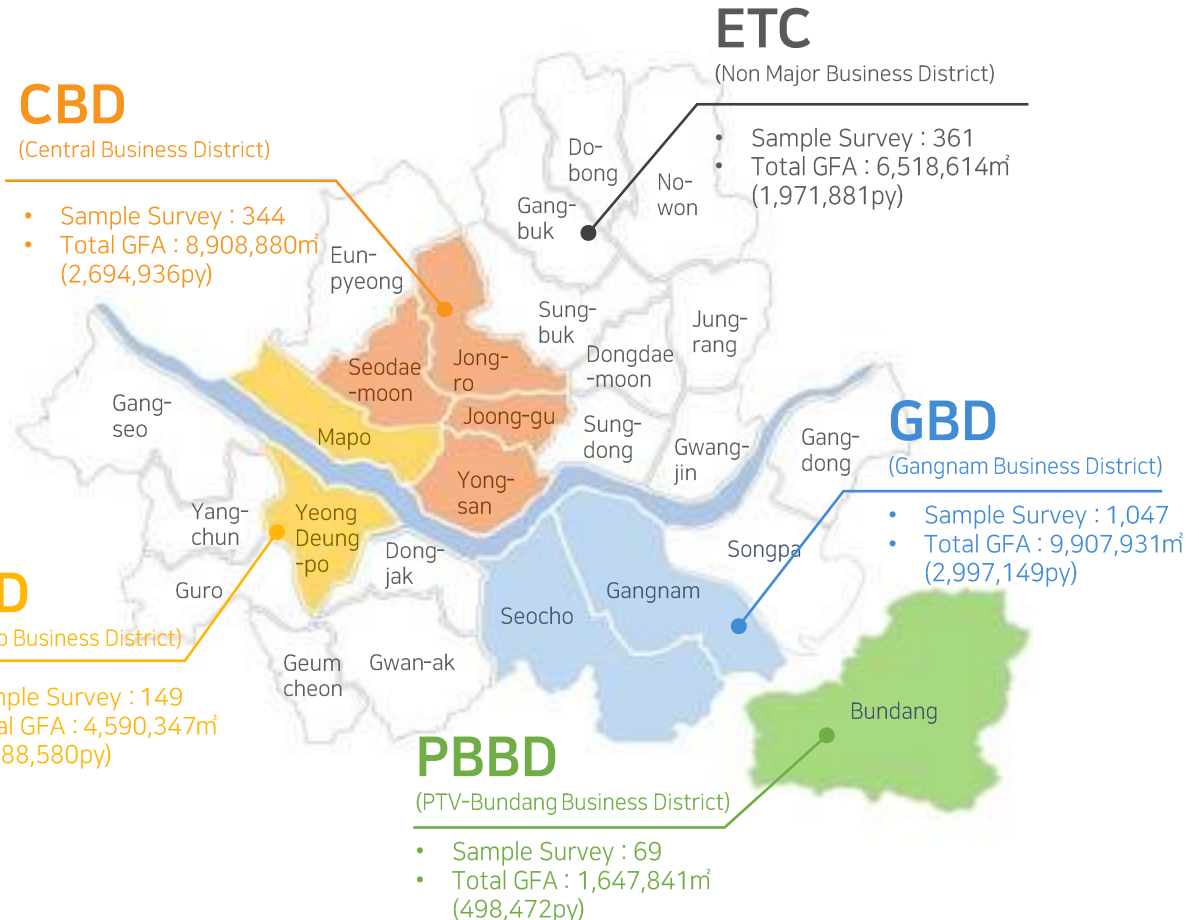 ETC
(Non Major Business District)
• Sample Survey : 361
• Total GFA : 6,518,614㎡
(1,971,881py)
CBD
(Central Business District)
• Sample Survey : 344
• Total GFA : 8,908,880㎡
(2,694,936py)
Do-
bong
No-
won
Gang-
buk
Eun-
pyeong
Sung-
buk
Jung-
rang
Dongdae
-moon
Seodae
-moon
Jong-
ro
Joong-gu
Gang-
seo
Mapo
Sung-
dong
Gwang-
jin
Gang-
dong
Yong-
san
GBD
(Gangnam Business District)
• Sample Survey : 1,047
• Total GFA : 9,907,931㎡
(2,997,149py)
Yang-
chun
Yeong
Deung
-po
Dong-
jak
Songpa
Guro
Gangnam
Seocho
Geum
cheon
Gwan-ak
D
o Business District)
mple Survey : 149
al GFA : 4,590,347㎡
88,580py)
Bundang
PBBD
(PTV-Bundang Business District)
• Sample Survey : 69
• Total GFA : 1,647,841㎡
(498,472py)